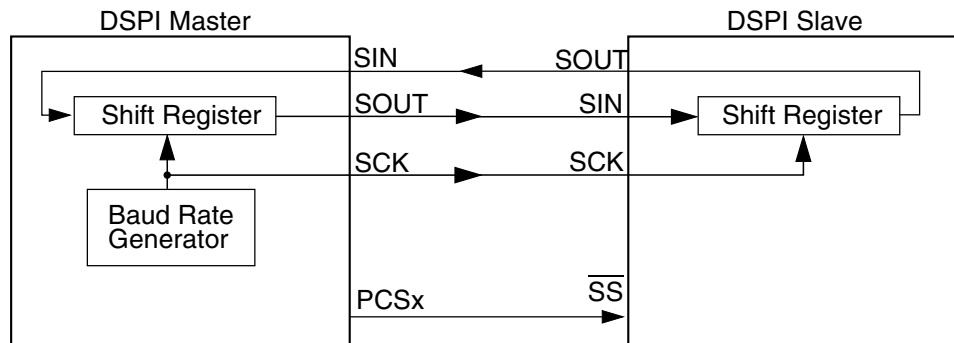 DSPI Master
DSPI Slave
SIN
SOUT
Shift Register
SOUT
SIN
Shift Register
SCK
SCK
Baud Rate
Generator
PCSx
SS